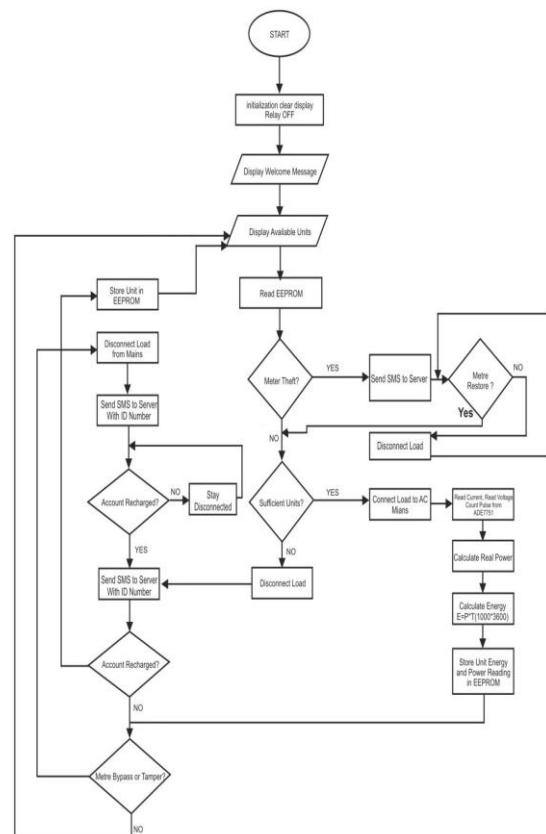 START
initialization clear display
Relay OFF
Display Welcome Message
Display Available Units
Store Unit in
EEPROM
Read EEPROM
Disconnect Load
from Mains
Meter Theft?
YES
Send SMS to Server
Metre
Restore ?
NO
Yes
Send SMS to Server
With ID Number
NO
Disconnect Load
Account Recharged?
NO
Stay
Disconnected
Sufficient Units?
YES
Connect Load to AC
Mians
Read Current, Read Voltage
Count Pulse from
ADE7751
YES
NO
Calculate Real Power
Send SMS to Server
With ID Number
Disconnect Load
Calculate Energy
E=P*T(1000*3600)
Account Recharged?
Store Unit Energy
and Power Reading
in EEPROM
NO
Metre Bypass or Tamper?
NO